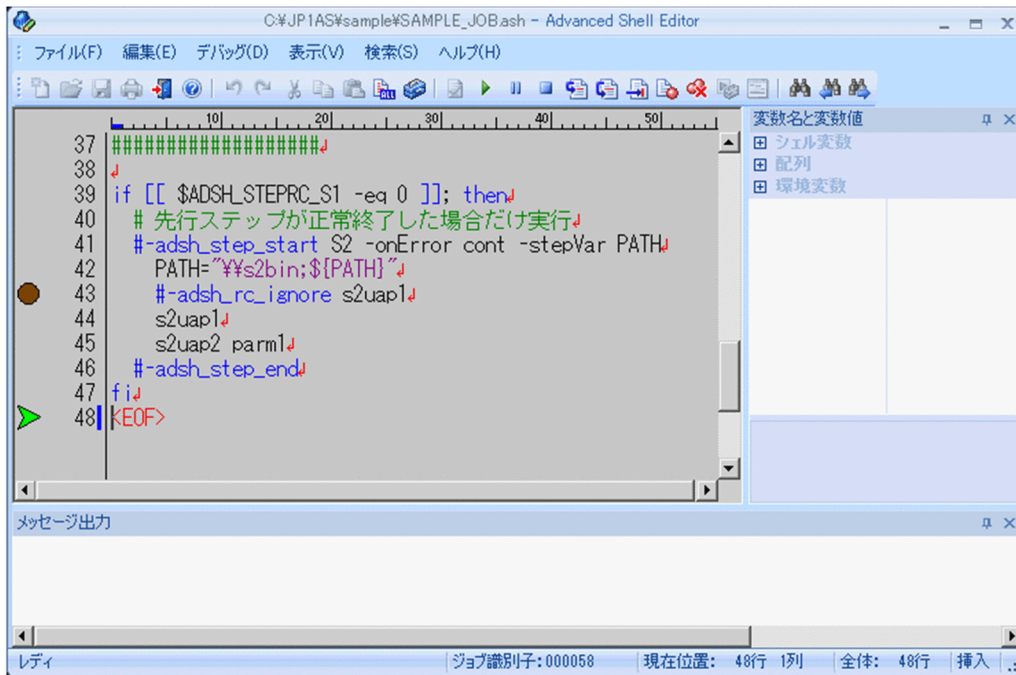 C:¥JP1AS¥sample¥SAMPLE_JOB.ash - Advanced Shell Editor
ファイル(F) 編集(E) デバッグ(D) 表示(V) 検索(S) ヘルプ(H)
ALL
10 20 30 40 50
37 ###################
38
39 if [[ $ADSH_STEPRC_S1 -eq 0 ]]; then
40 # 先行ステップが正常終了した場合だけ実行
41 #-adsh_step_start S2 -onError cont -stepVar PATH
42 PATH="¥¥s2bin;${PATH}"
43 #-adsh_rc_ignore s2uap1
44 s2uap1
45 s2uap2 parm1
46 #-adsh_step_end
47 fi
48 <EOF>
変数名と変数値
シェル変数
配列
環境変数
メッセージ出力
レディ ジョブ識別子:000058 現在位置: 48行 1列 全体: 48行 挿入